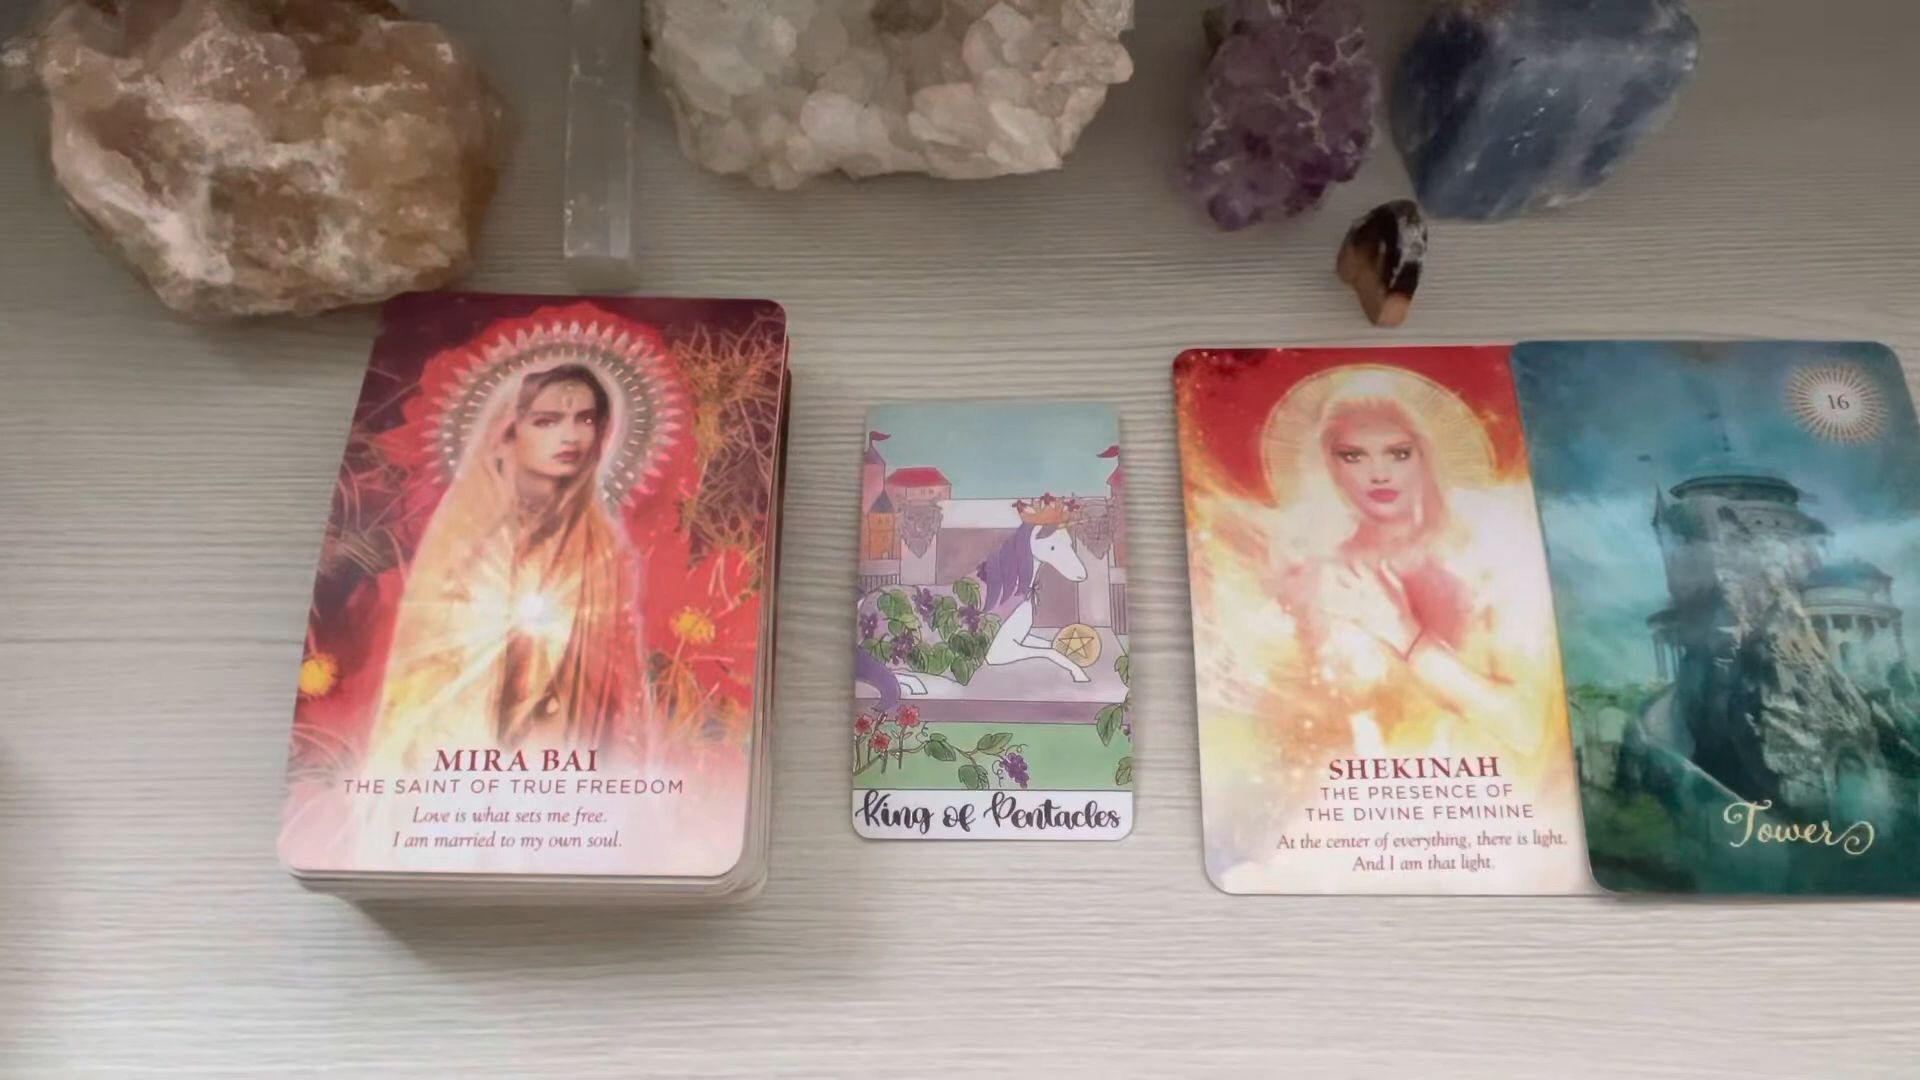 MIRA BAI
THE SAINT OF TRUE FREEDOM
Love is what sets me free.
I am married to my own soul.
King of Pentacles
SHEKINAH
THE PRESENCE OF
THE DIVINE FEMININE
At the center of everything, there is light.
And I am that light.
16
Tower